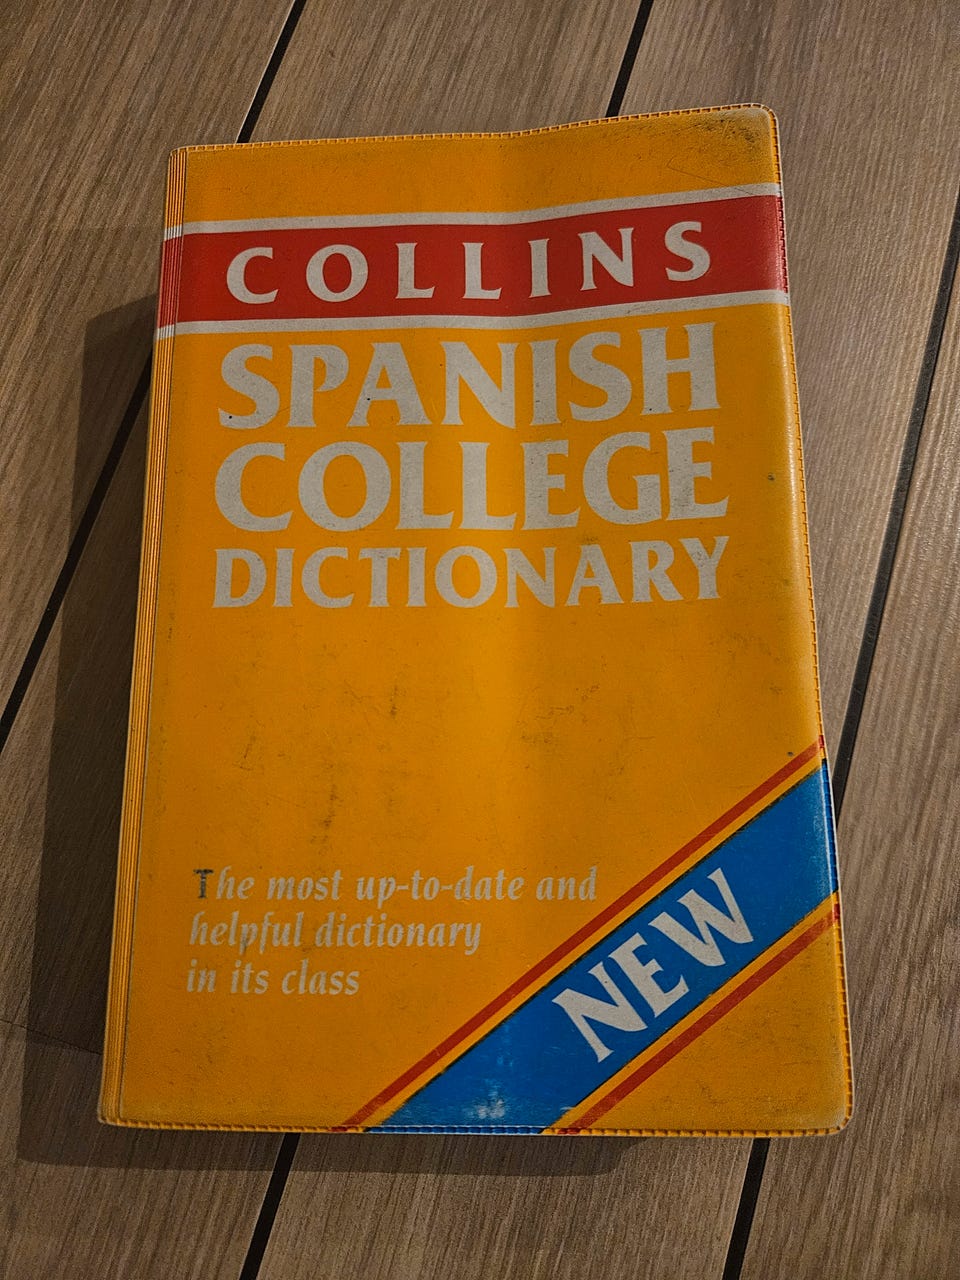 COLLINS
SPANISH
COLLEGE
DICTIONARY
The most up-to-date and
helpful dictionary
in its class
NEW